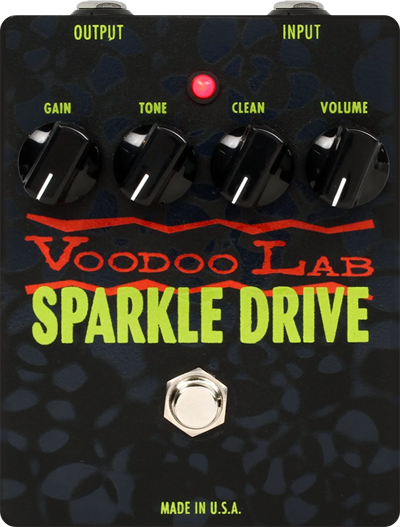 OUTPUT INPUT
GAIN TONE CLEAN VOLUME
VOODOO LAB
SPARKLE DRIVE
MADE IN U.S.A.